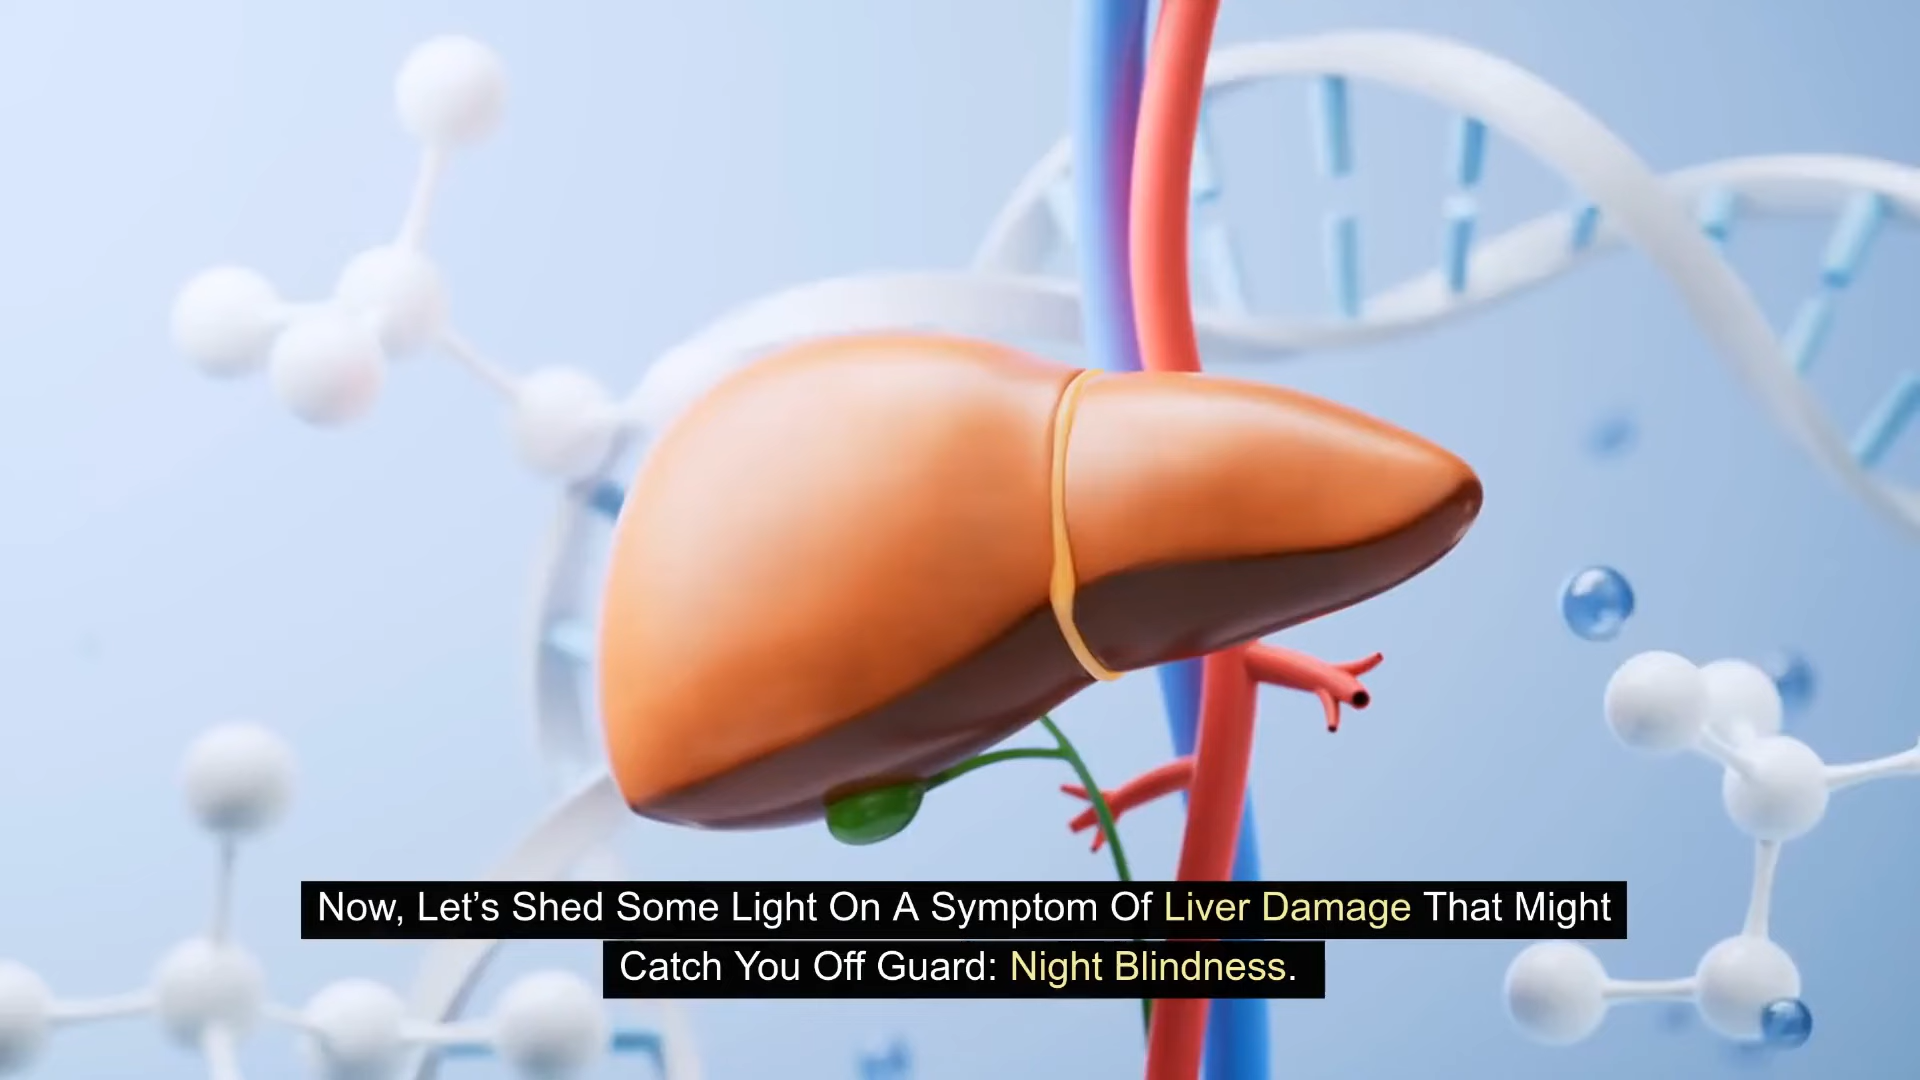 Now, Let’s Shed Some Light On A Symptom Of Liver Damage That Might
Catch You Off Guard: Night Blindness.